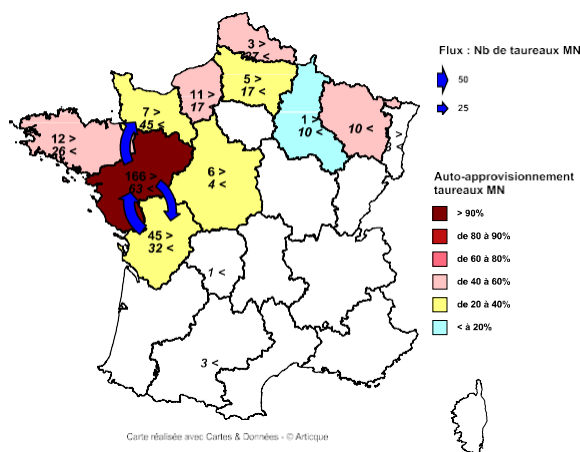 3 >
27 <
Flux : Nb de taureaux MN
50
25
5 >
17 <
11 >
17
7 >
45 <
1 >
10 <
10 <
>
3 <
12 >
26 <
166 >
63 <
6 >
4 <
Auto-approvisionnement
taureaux MN
> 90%
de 80 à 90%
de 60 à 80%
de 40 à 60%
de 20 à 40%
< à 20%
45 >
32 <
1 <
3 <
Carte réalisée avec Cartes & Données - © Articque